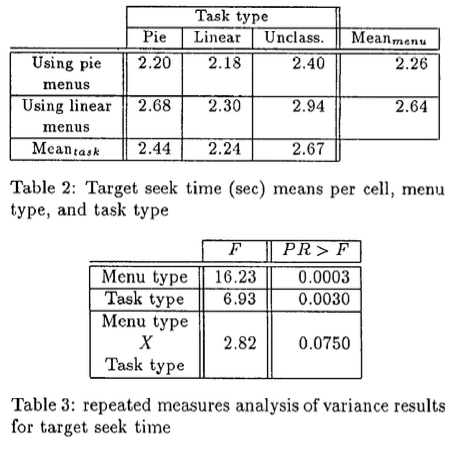 Task type
Pie Linear Unclass. Mean_menu
Using pie 2.20 2.18 2.40 2.26
menus
Using linear 2.68 2.30 2.94 2.64
menus
Mean_task 2.44 2.24 2.67
Table 2: Target seek time (sec) means per cell, menu
type, and task type
F PR > F
Menu type 16.23 0.0003
Task type 6.93 0.0030
Menu type
X 2.82 0.0750
Task type
Table 3: repeated measures analysis of variance results
for target seek time